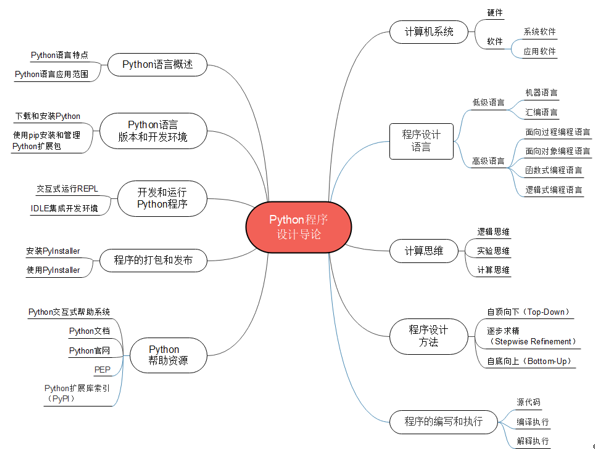 Python程序
设计导论
Python语言概述
Python语言特点
Python语言应用范围
Python语言
版本和开发环境
下载和安装Python
使用pip安装和管理
Python扩展包
开发和运行
Python程序
交互式运行REPL
IDLE集成开发环境
程序的打包和发布
安装PyInstaller
使用PyInstaller
Python
帮助资源
Python交互式帮助系统
Python文档
Python官网
PEP
Python扩展库索引
（PyPI）
计算机系统
硬件
软件
系统软件
应用软件
程序设计
语言
低级语言
机器语言
汇编语言
高级语言
面向过程编程语言
面向对象编程语言
函数式编程语言
逻辑式编程语言
计算思维
逻辑思维
实验思维
计算思维
程序设计
方法
自顶向下（Top-Down）
逐步求精
（Stepwise Refinement）
自底向上（Bottom-Up）
程序的编写和执行
源代码
编译执行
解释执行